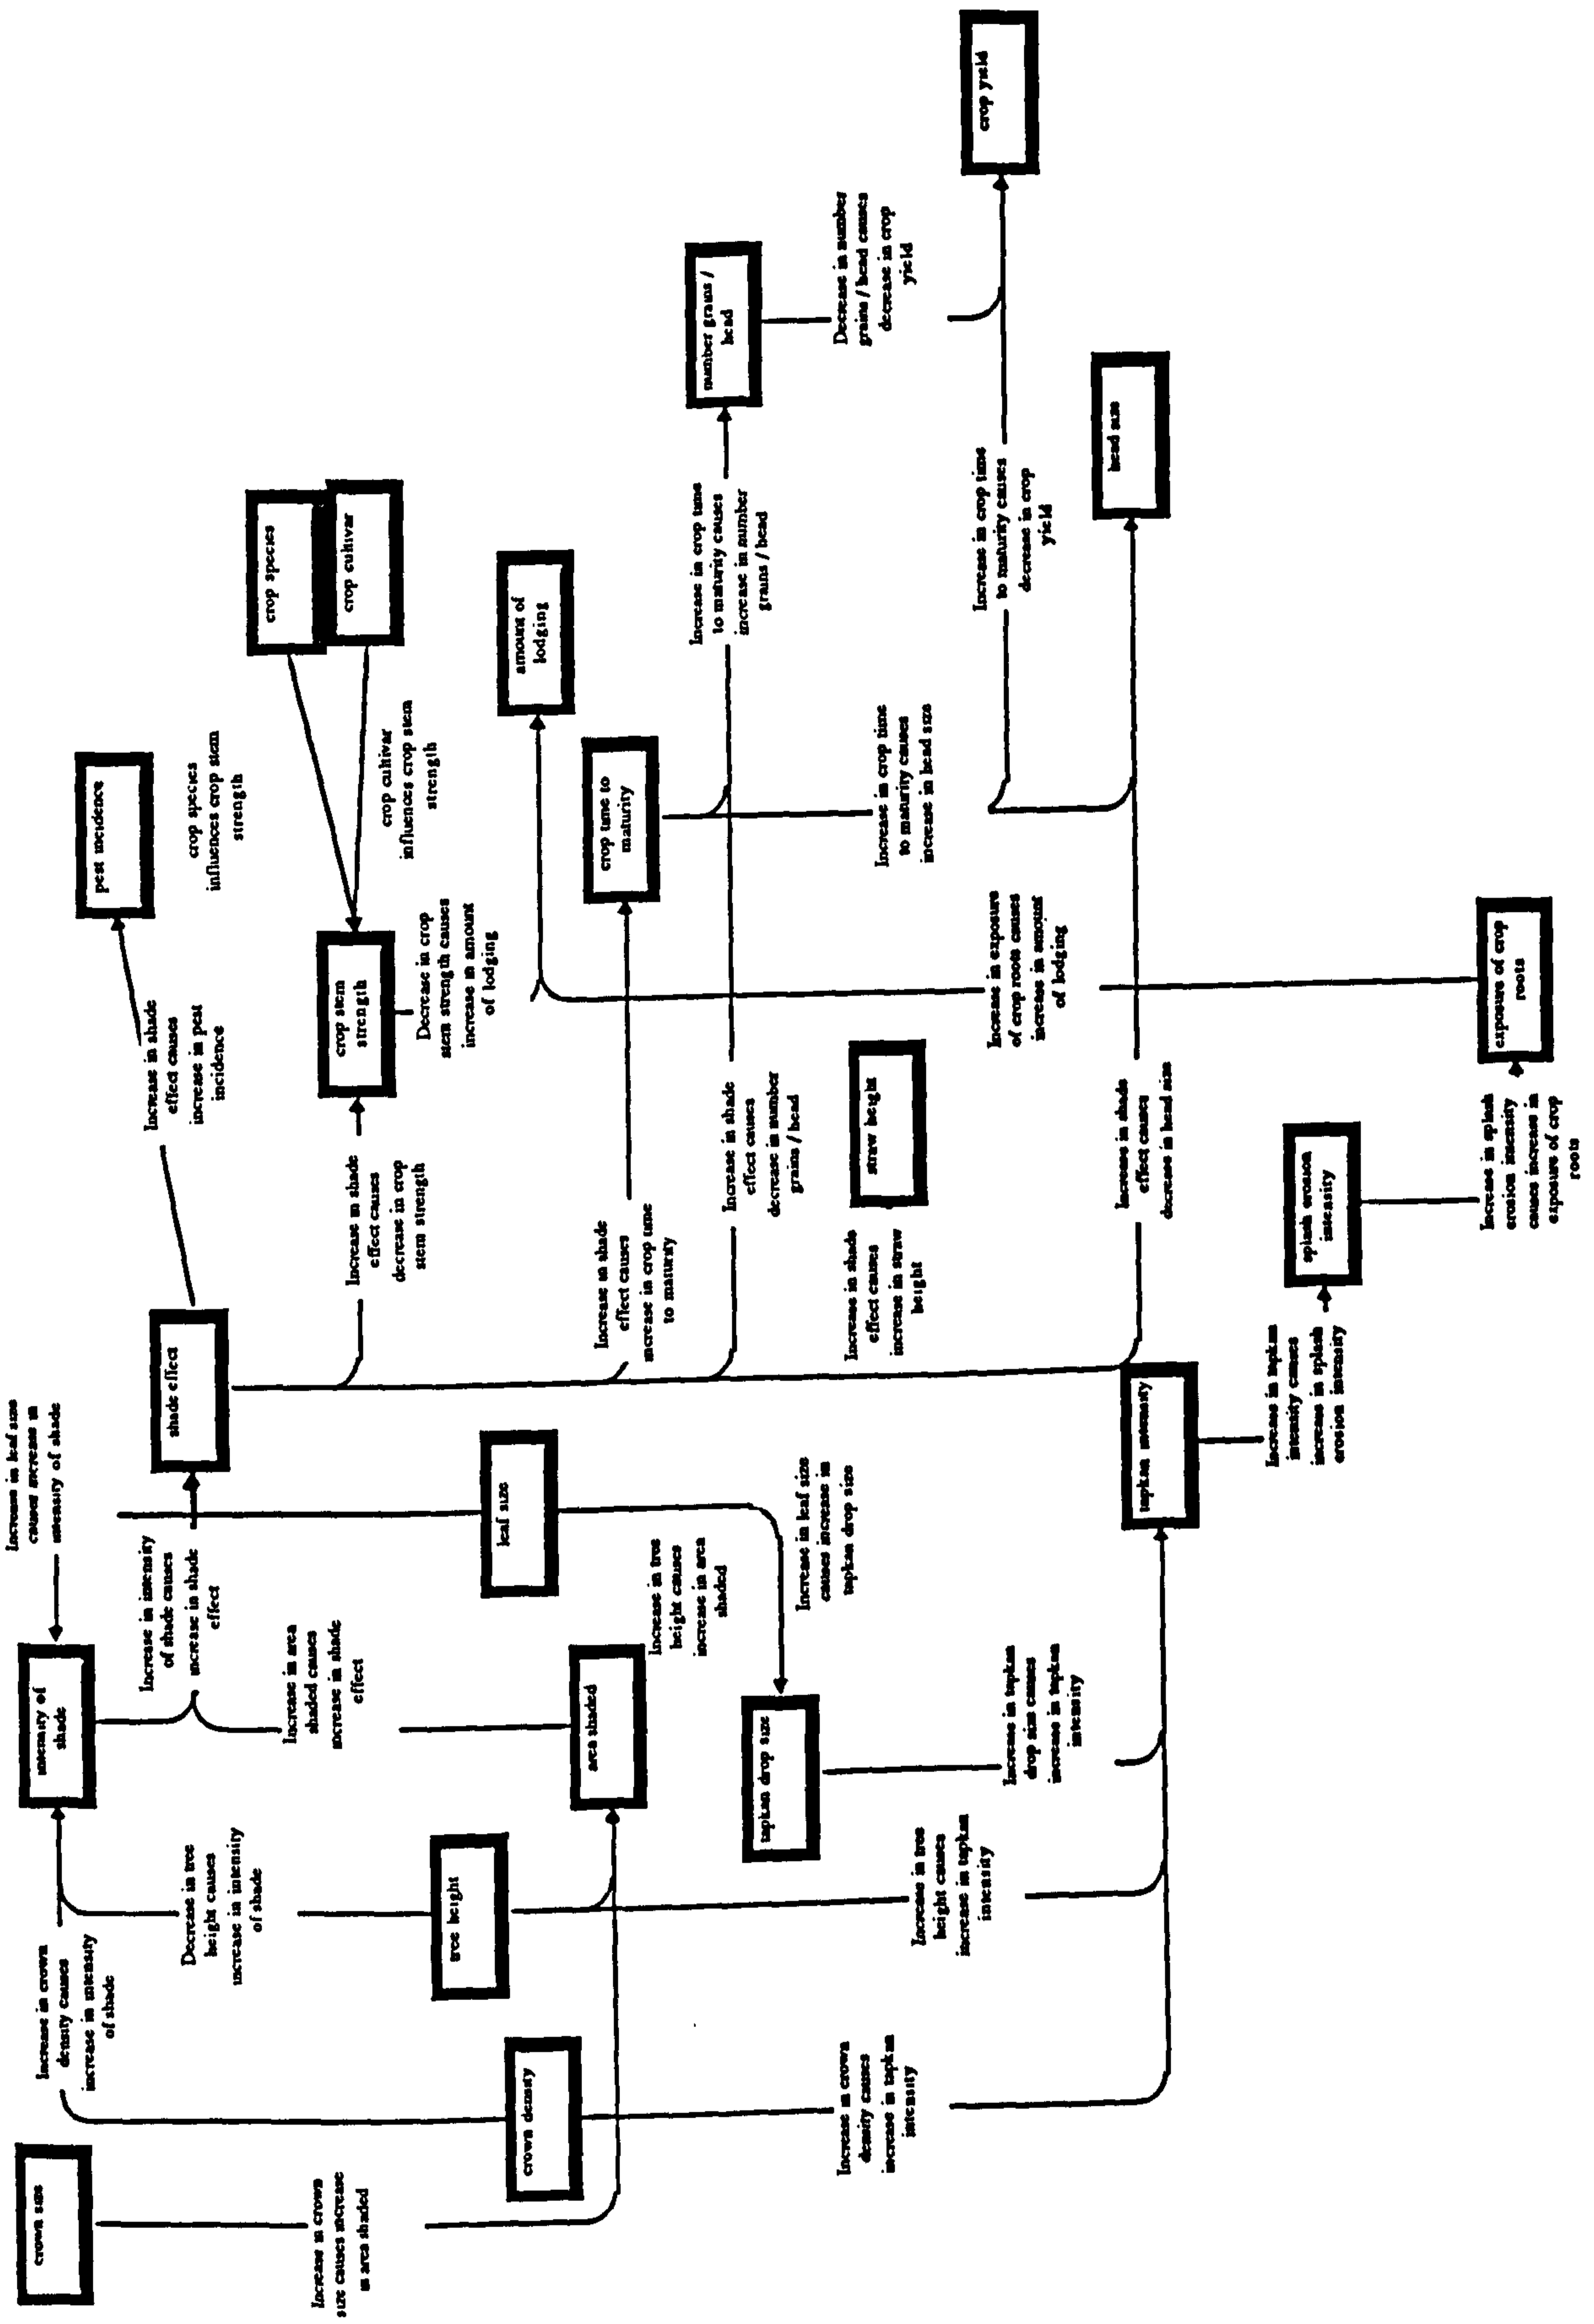 crown size
Increase in crown
size causes increase
in area shaded
Increase in crown
density causes
increase in intensity
of shade
crown density
Increase in crown
density causes
increase in tapkan
intensity
Decrease in tree
height causes
increase in intensity
of shade
tree height
Increase in tree
height causes
increase in tapkan
intensity
intensity of
shade
Increase in leaf size
causes increase in
intensity of shade
Increase in intensity
of shade causes
increase in shade
effect
Increase in area
shaded causes
increase in shade
effect
area shaded
Increase in tree
height causes
increase in area
shaded
tapkan drop size
Increase in leaf size
causes increase in
tapkan drop size
Increase in tapkan
drop size causes
increase in tapkan
intensity
leaf size
shade effect
tapkan intensity
Increase in tapkan
intensity causes
increase in splash
erosion intensity
splash erosion
intensity
Increase in splash
erosion intensity
causes increase in
exposure of crop
roots
exposure of crop
roots
Increase in shade
effect causes
increase in pest
incidence
pest incidence
Increase in shade
effect causes
decrease in crop
stem strength
crop stem
strength
crop species
influences crop stem
strength
crop cultivar
influences crop stem
strength
crop species
crop cultivar
Decrease in crop
stem strength causes
increase in amount
of lodging
amount of
lodging
Increase in shade
effect causes
increase in crop time
to maturity
crop time to
maturity
Increase in shade
effect causes
decrease in number
grains / head
Increase in shade
effect causes
increase in straw
height
straw height
Increase in exposure
of crop roots causes
increase in amount
of lodging
Increase in shade
effect causes
decrease in head size
Increase in crop time
to maturity causes
increase in head size
Increase in crop time
to maturity causes
increase in number
grains / head
number grains /
head
Decrease in number
grains / head causes
decrease in crop
yield
Increase in crop time
to maturity causes
decrease in crop
yield
head size
crop yield